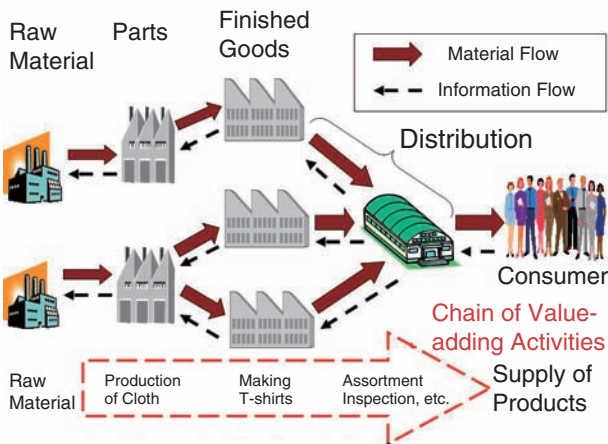 Raw
Material
Parts
Finished
Goods
Material Flow
Information Flow
Distribution
Consumer
Chain of Value-
adding Activities
Raw
Material
Production
of Cloth
Making
T-shirts
Assortment
Inspection, etc.
Supply of
Products